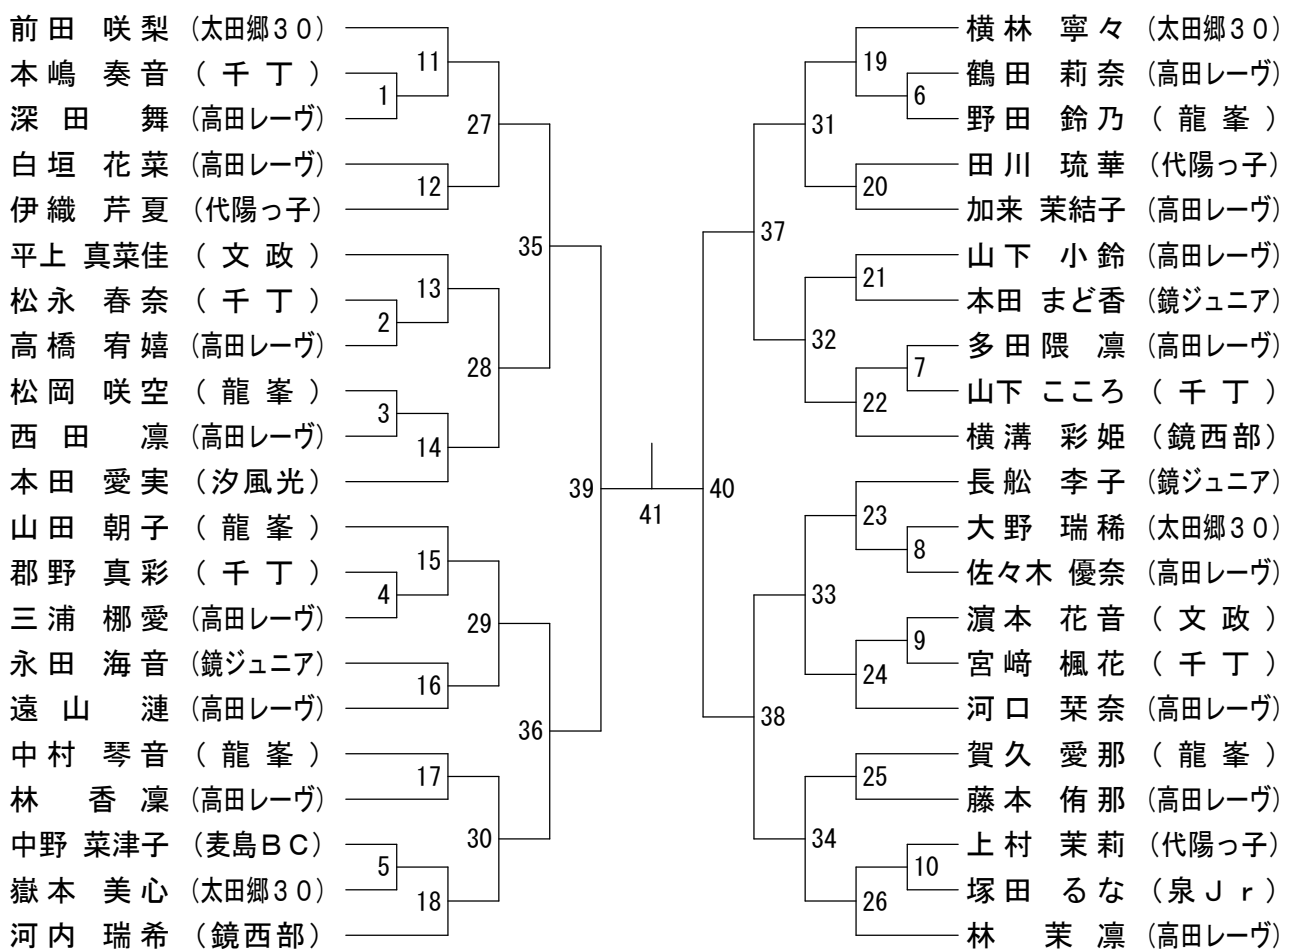 前田 咲梨 (太田郷30)
本嶋 奏音 (千丁)
深田 舞 (高田レーヴ)
白垣 花菜 (高田レーヴ)
伊織 芹夏 (代陽っ子)
平上 真菜佳 (文政)
松永 春奈 (千丁)
高橋 宥嬉 (高田レーヴ)
松岡 咲空 (龍峯)
西田 凛 (高田レーヴ)
本田 愛実 (汐風光)
山田 朝子 (龍峯)
郡野 真彩 (千丁)
三浦 梛愛 (高田レーヴ)
永田 海音 (鏡ジュニア)
遠山 漣 (高田レーヴ)
中村 琴音 (龍峯)
林 香凜 (高田レーヴ)
中野 菜津子 (麦島BC)
嶽本 美心 (太田郷30)
河内 瑞希 (鏡西部)
1
2
3
4
5
11
12
13
14
15
16
17
18
27
28
29
30
35
36
39
41
40
37
38
31
32
33
34
19
20
21
22
23
24
25
26
6
7
8
9
10
横林 寧々 (太田郷30)
鶴田 莉奈 (高田レーヴ)
野田 鈴乃 (龍峯)
田川 琉華 (代陽っ子)
加来 茉結子 (高田レーヴ)
山下 小鈴 (高田レーヴ)
本田 まど香 (鏡ジュニア)
多田隈 凛 (高田レーヴ)
山下 こころ (千丁)
横溝 彩姫 (鏡西部)
長舩 李子 (鏡ジュニア)
大野 瑞稀 (太田郷30)
佐々木 優奈 (高田レーヴ)
濵本 花音 (文政)
宮﨑 楓花 (千丁)
河口 栞奈 (高田レーヴ)
賀久 愛那 (龍峯)
藤本 侑那 (高田レーヴ)
上村 茉莉 (代陽っ子)
塚田 るな (泉Jr)
林 茉凛 (高田レーヴ)